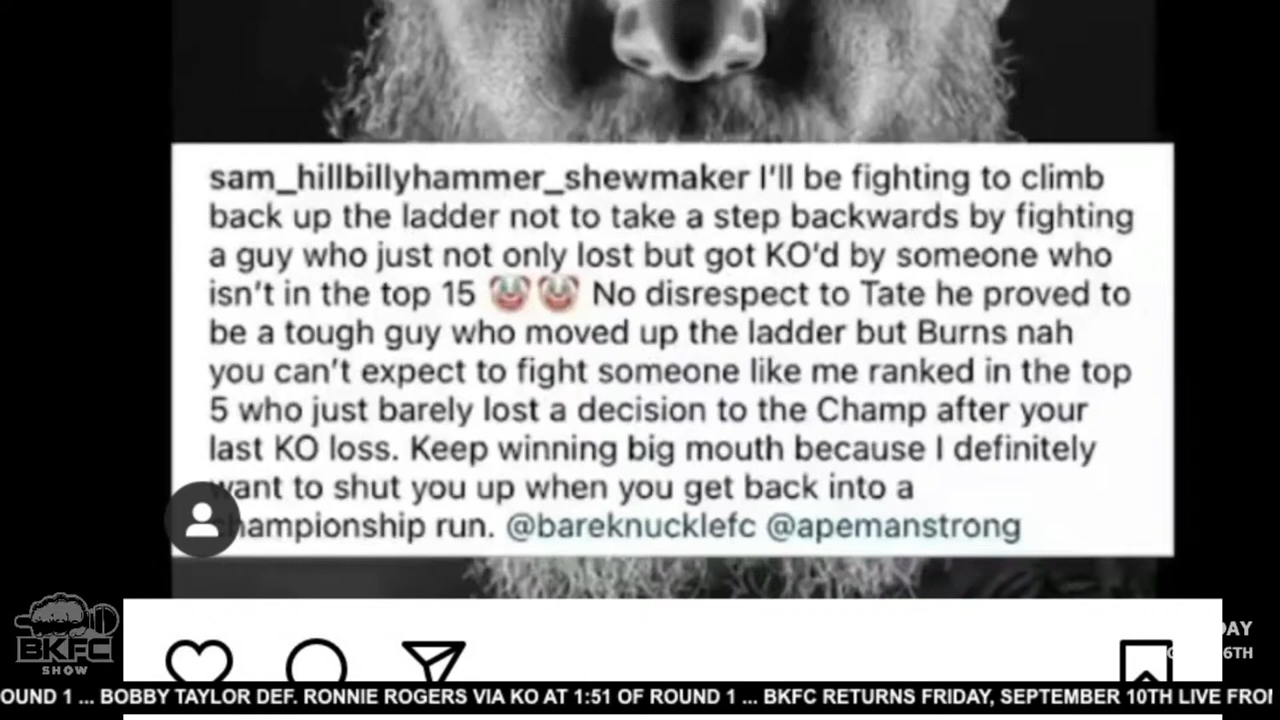 sam_hillbillyhammer_shewmaker I'll be fighting to climb
back up the ladder not to take a step backwards by fighting
a guy who just not only lost but got KO'd by someone who
isn't in the top 15 🤡🤡 No disrespect to Tate he proved to
be a tough guy who moved up the ladder but Burns nah
you can't expect to fight someone like me ranked in the top
5 who just barely lost a decision to the Champ after your
last KO loss. Keep winning big mouth because I definitely
want to shut you up when you get back into a
championship run. @bareknucklefc @apemanstrong
BKFC
SHOW
6TH
OUND 1 ... BOBBY TAYLOR DEF. RONNIE ROGERS VIA KO AT 1:51 OF ROUND 1 ... BKFC RETURNS FRIDAY, SEPTEMBER 10TH LIVE FRO